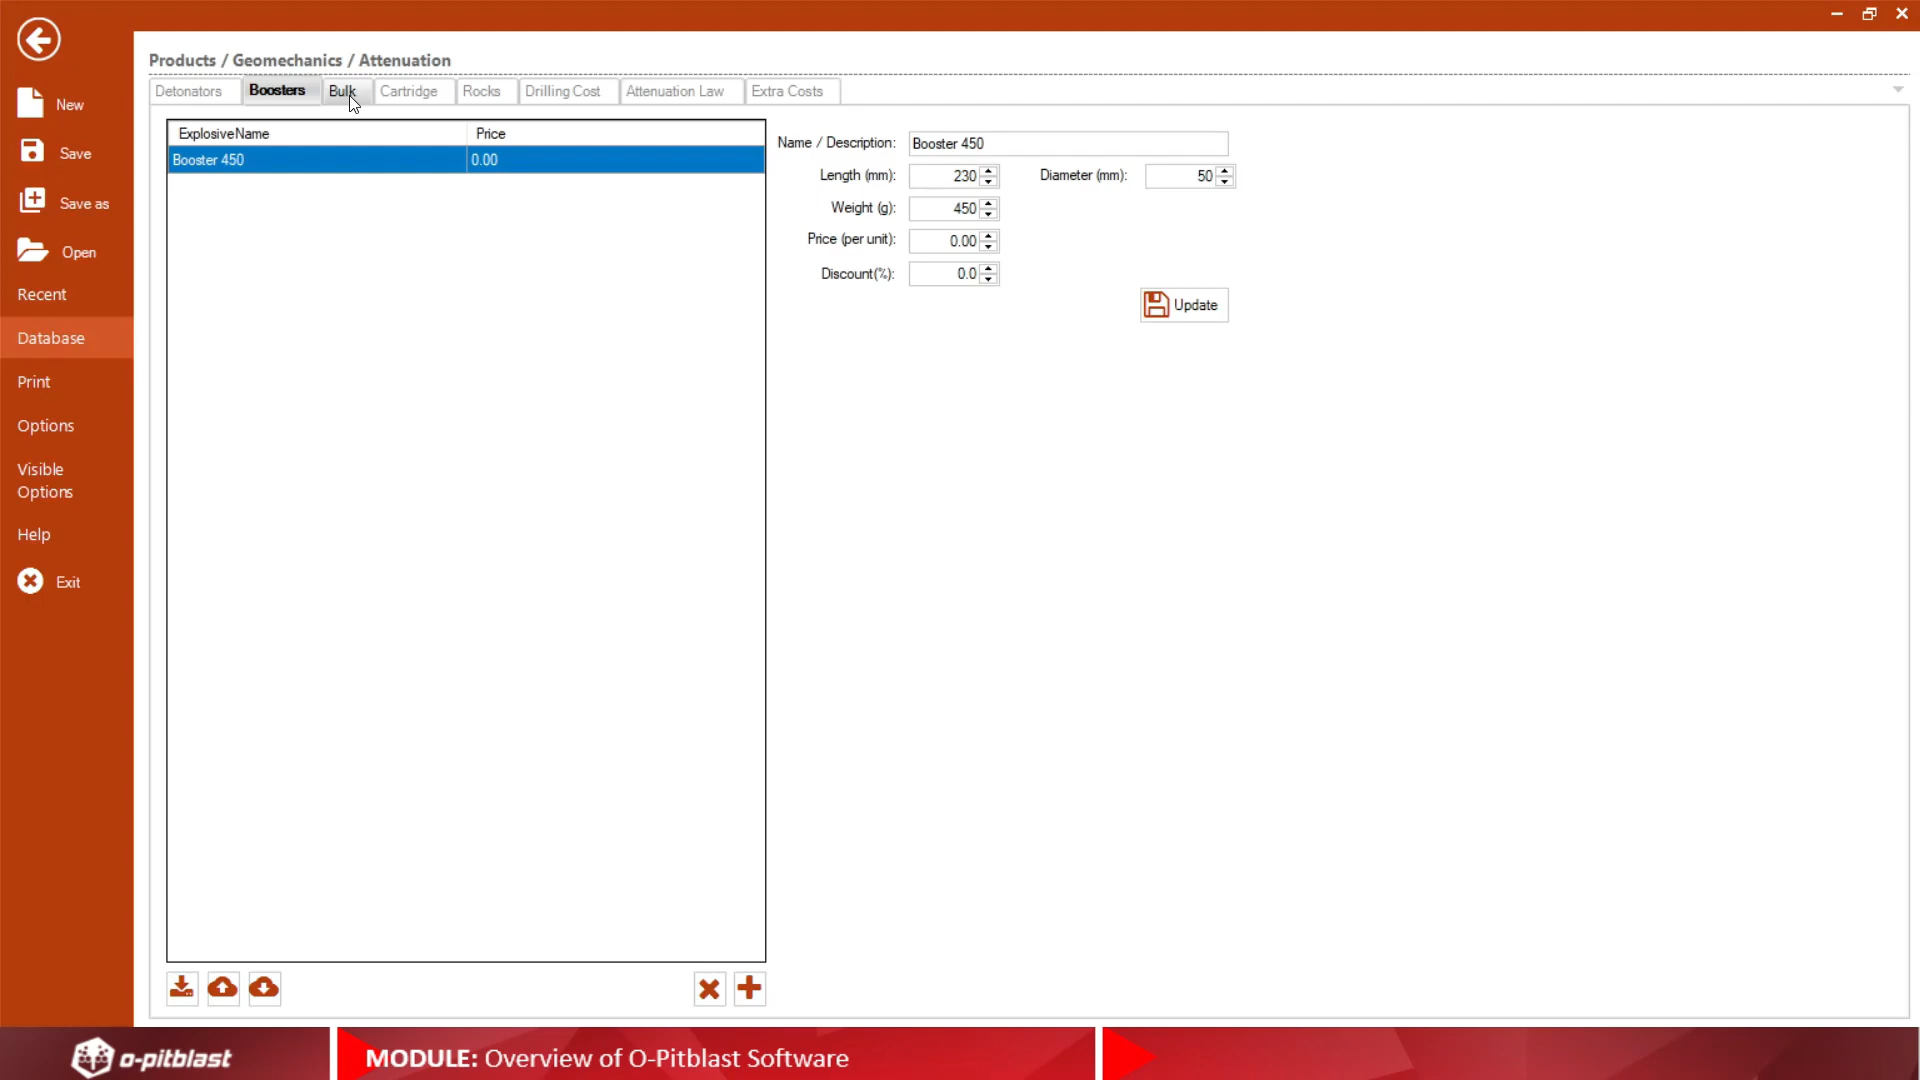 Products / Geomechanics / Attenuation
Detonators Boosters Bulk Cartridge Rocks Drilling Cost Attenuation Law Extra Costs
New
Save
Save as
Open
Recent
Database
Print
Options
Visible
Options
Help
Exit
ExplosiveName Price
Booster 450 0.00
Name / Description: Booster 450
Length (mm): 230 Diameter (mm): 50
Weight (g): 450
Price (per unit): 0.00
Discount(%): 0.0
Update
o-pitblast
MODULE: Overview of O-Pitblast Software